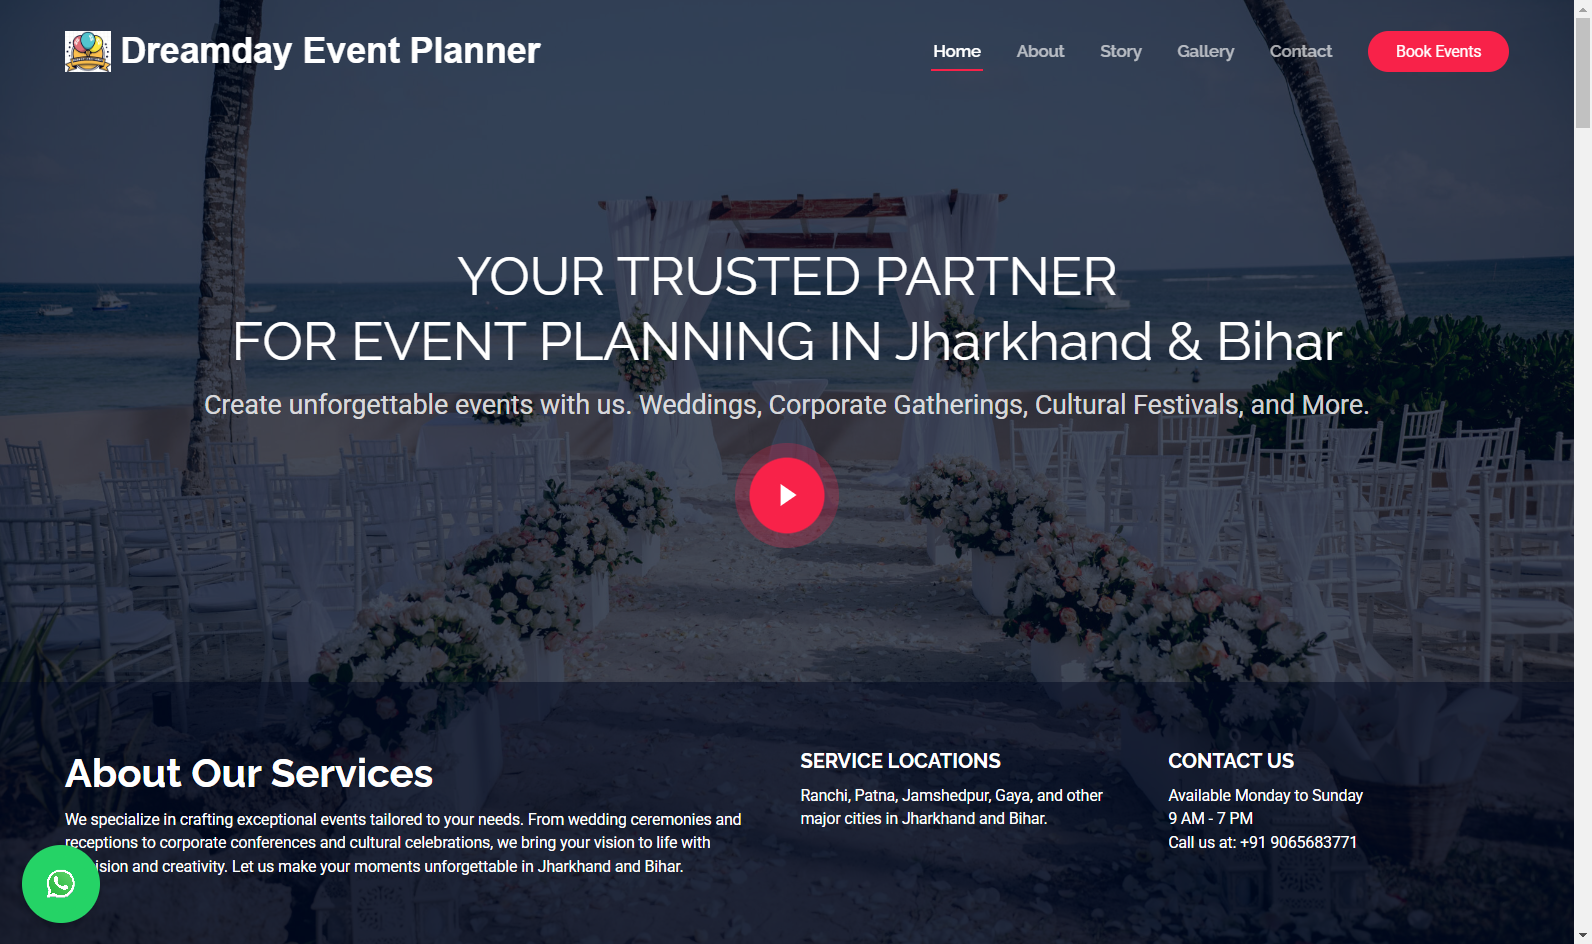 Dreamday Event Planner
Home
About
Story
Gallery
Contact
Book Events
YOUR TRUSTED PARTNER
FOR EVENT PLANNING IN Jharkhand & Bihar
Create unforgettable events with us. Weddings, Corporate Gatherings, Cultural Festivals, and More.
About Our Services
We specialize in crafting exceptional events tailored to your needs. From wedding ceremonies and
receptions to corporate conferences and cultural celebrations, we bring your vision to life with
ision and creativity. Let us make your moments unforgettable in Jharkhand and Bihar.
SERVICE LOCATIONS
Ranchi, Patna, Jamshedpur, Gaya, and other
major cities in Jharkhand and Bihar.
CONTACT US
Available Monday to Sunday
9 AM - 7 PM
Call us at: +91 9065683771